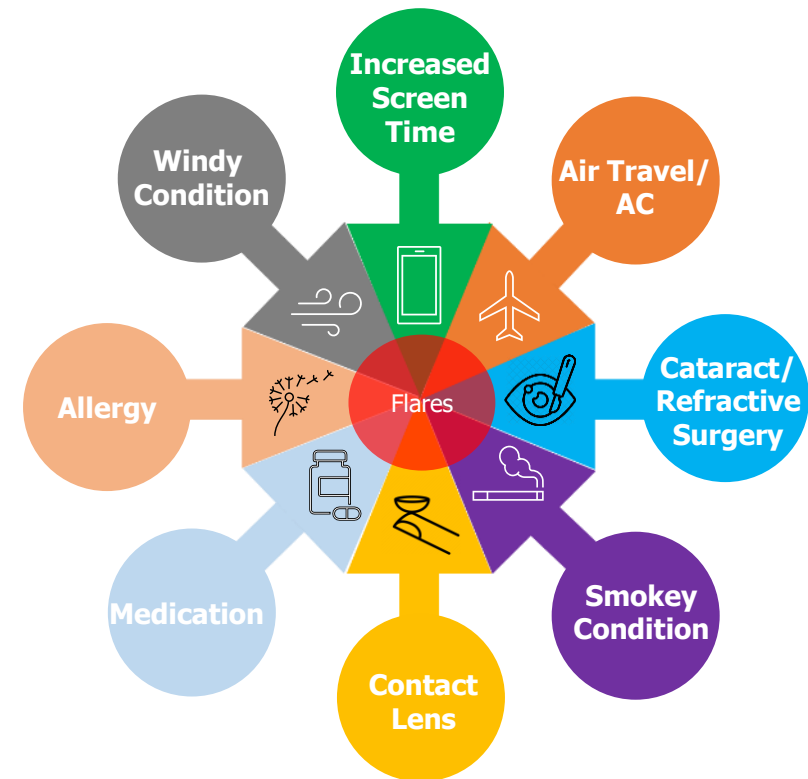 Increased
Screen
Time
Windy
Condition
Air Travel/
AC
Allergy
Flares
Cataract/
Refractive
Surgery
Medication
Smokey
Condition
Contact
Lens